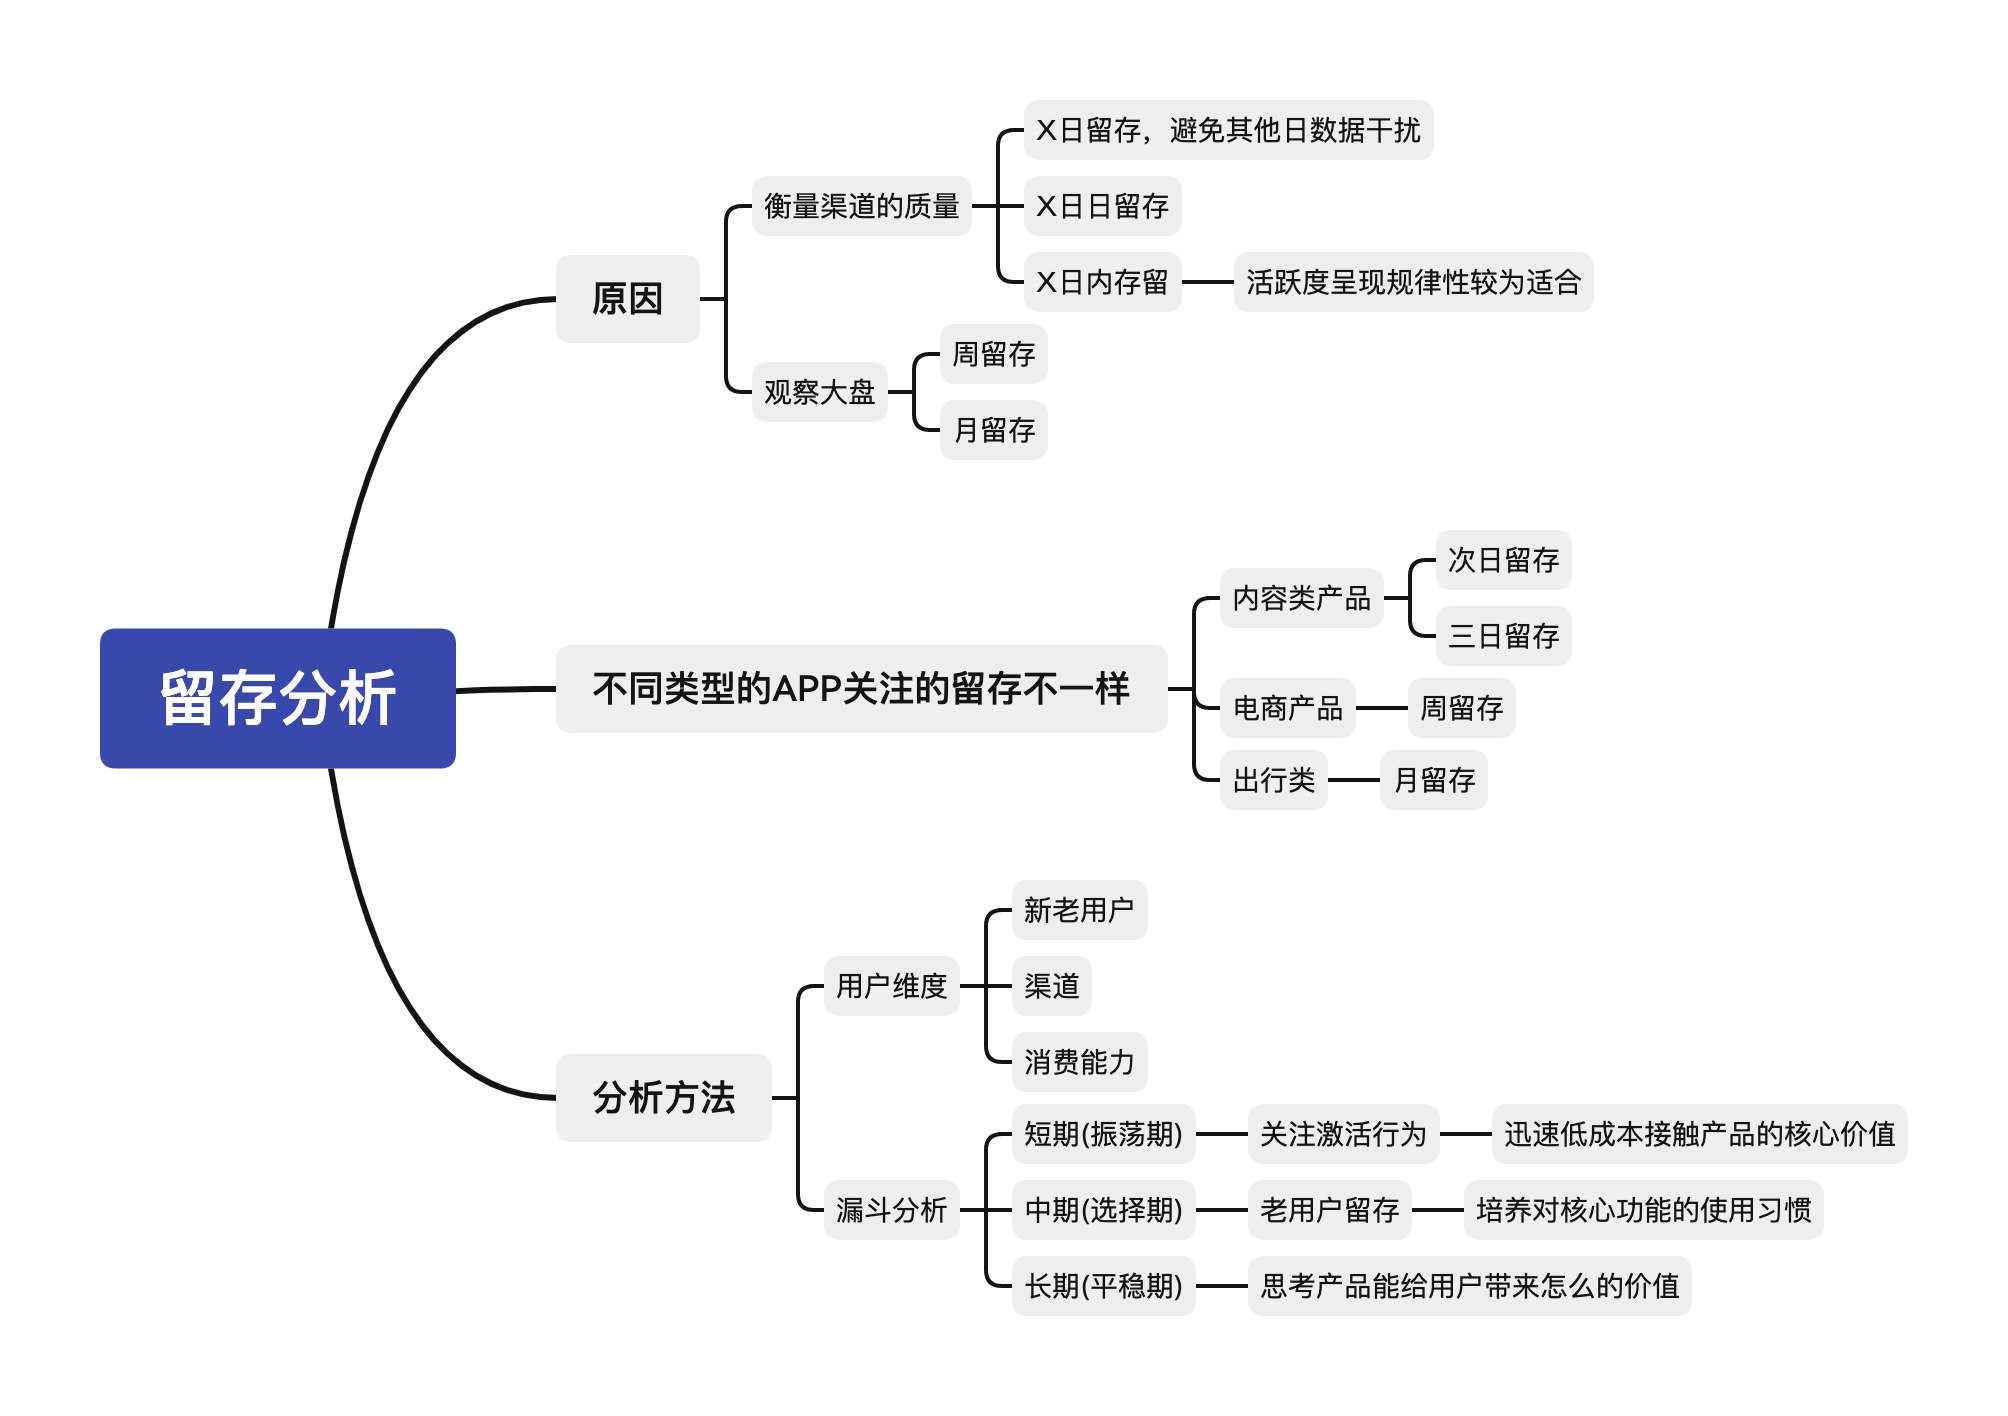 留存分析
原因
衡量渠道的质量
X日留存，避免其他日数据干扰
X日日留存
X日内存留
活跃度呈现规律性较为适合
观察大盘
周留存
月留存
不同类型的APP关注的留存不一样
内容类产品
次日留存
三日留存
电商产品
周留存
出行类
月留存
分析方法
用户维度
新老用户
渠道
消费能力
漏斗分析
短期(振荡期)
关注激活行为
迅速低成本接触产品的核心价值
中期(选择期)
老用户留存
培养对核心功能的使用习惯
长期(平稳期)
思考产品能给用户带来怎么的价值